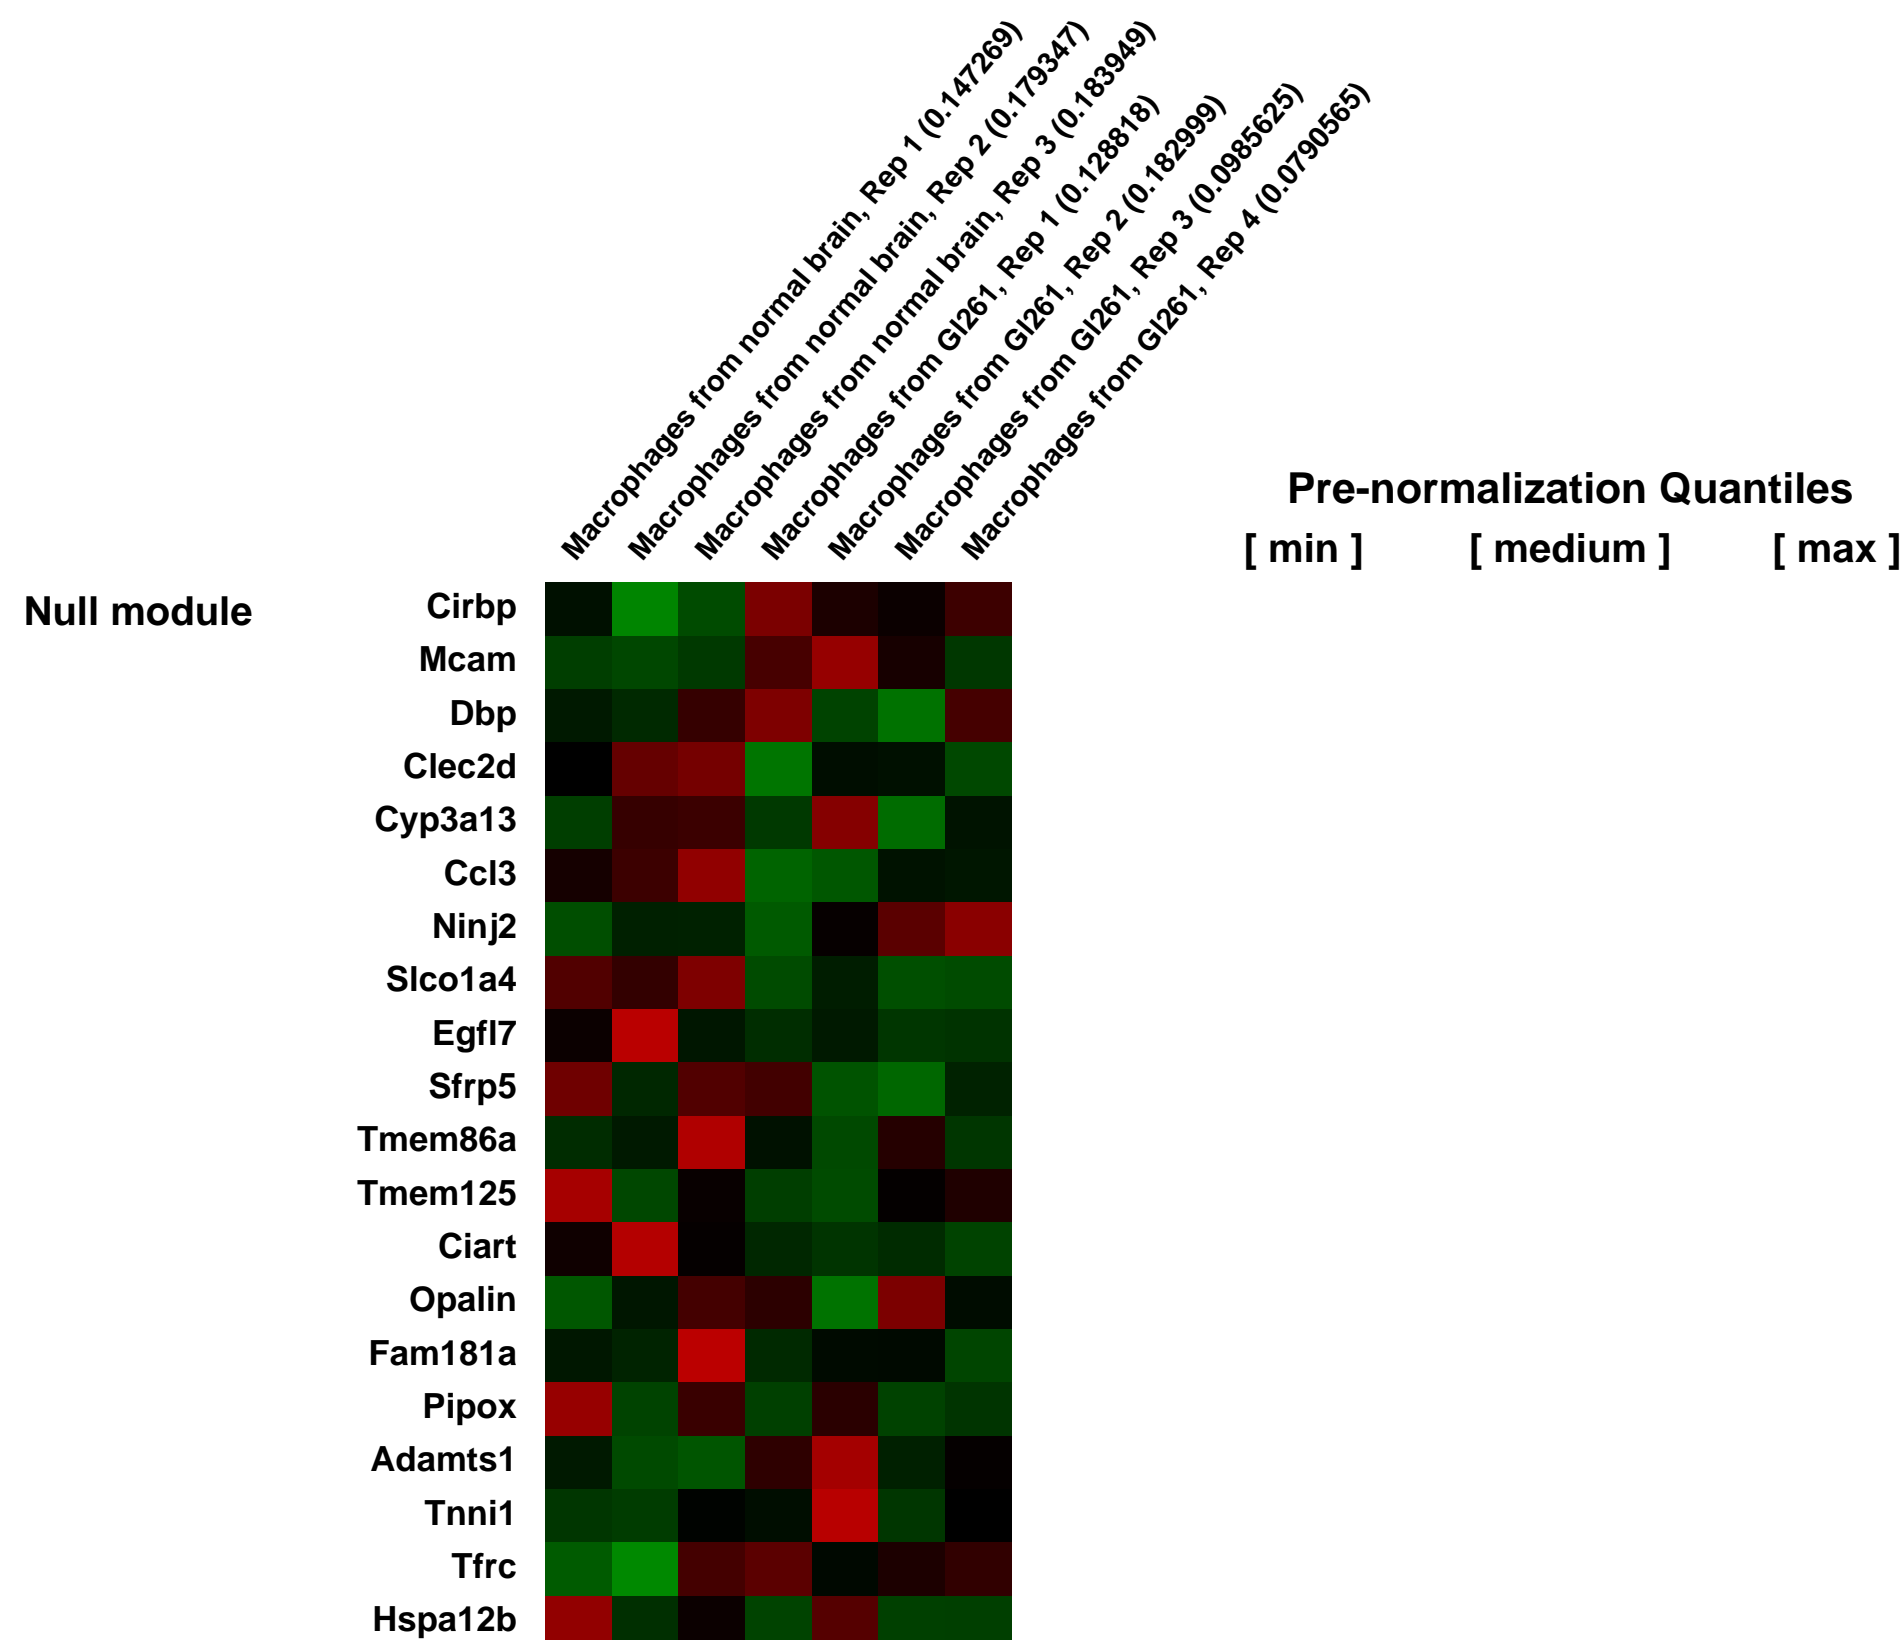 Macrophages from normal brain, Rep 1 (0.147269)
Macrophages from normal brain, Rep 2 (0.179347)
Macrophages from normal brain, Rep 3 (0.183949)
Macrophages from Gl261, Rep 1 (0.128818)
Macrophages from Gl261, Rep 2 (0.182999)
Macrophages from Gl261, Rep 3 (0.0985625)
Macrophages from Gl261, Rep 4 (0.0790565)
Pre-normalization Quantiles
[ min ] [ medium ] [ max ]
Null module
Cirbp
Mcam
Dbp
Clec2d
Cyp3a13
Ccl3
Ninj2
Slco1a4
Egfl7
Sfrp5
Tmem86a
Tmem125
Ciart
Opalin
Fam181a
Pipox
Adamts1
Tnni1
Tfrc
Hspa12b